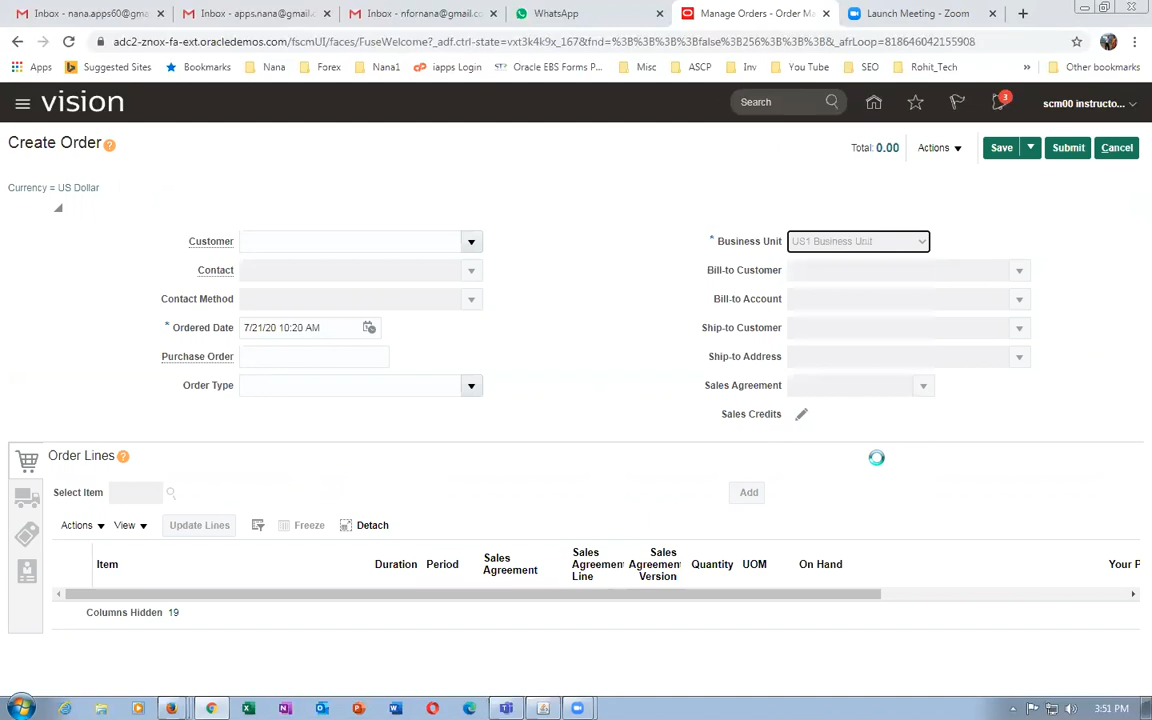 Inbox - nana.apps60@gma
Inbox - apps.nana@gmail.c
Inbox - nfornana@gmail.cc
WhatsApp
Manage Orders - Order M
Launch Meeting - Zoom
adc2-znox-fa-ext.oracledemos.com/fscmUI/faces/FuseWelcome?_adf.ctrl-state=vxt3k4k9x_167&fnd=%3B%3B%3B%3Bfalse%3B256%3B%3B%3B&_afrLoop=818646042155908
Apps
Suggested Sites
Bookmarks
Nana
Forex
Nana1
iapps Login
Oracle EBS Forms P...
Misc
ASCP
Inv
You Tube
SEO
Rohit_Tech
»
Other bookmarks
vision
Search
3
scm00 instructo...
Create Order
Total: 0.00
Actions
Save
Submit
Cancel
Currency = US Dollar
Customer
* Business Unit US1 Business Unit
Contact
Bill-to Customer
Contact Method
Bill-to Account
* Ordered Date 7/21/20 10:20 AM
Ship-to Customer
Purchase Order
Ship-to Address
Order Type
Sales Agreement
Sales Credits
Order Lines
Select Item
Add
Actions
View
Update Lines
Freeze
Detach
Item
Duration
Period
Sales
Agreement
Sales
Agreement
Line
Sales
Agreement
Version
Quantity
UOM
On Hand
Your P
Columns Hidden 19
3:51 PM